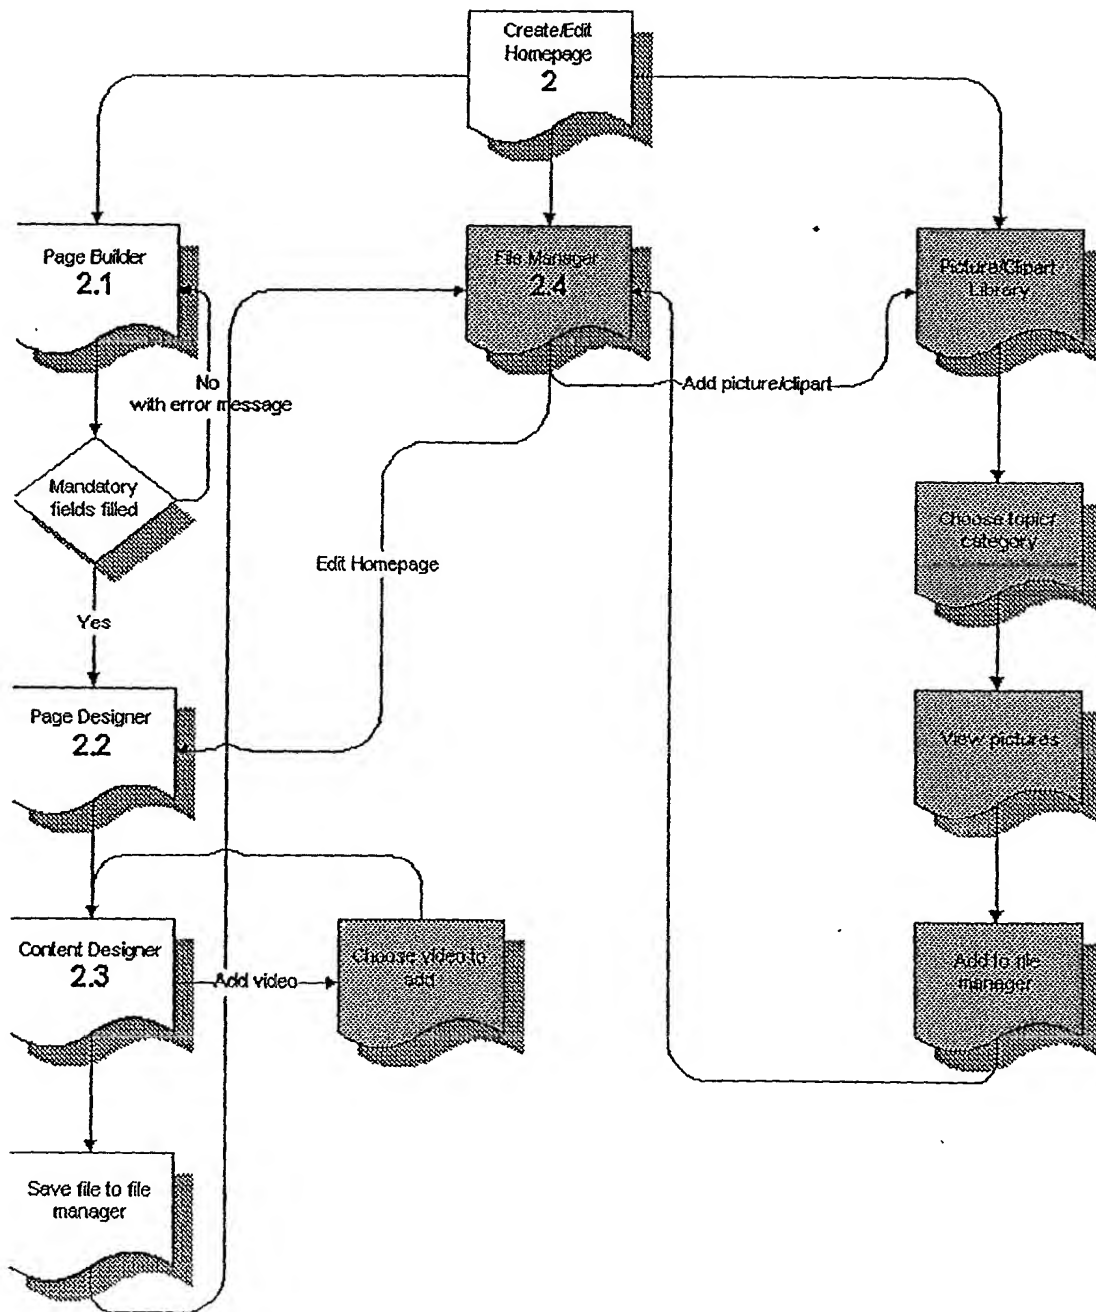 Create/Edit
Homepage
2
Page Builder
2.1
File Manager
2.4
Picture/Clipart
Library
No
with error message
Add picture/clipart
Mandatory
fields filled
Choose topic/
category
Edit Homepage
Yes
Page Designer
2.2
View pictures
Content Designer
2.3
Add video
Choose video to
add
Add to file
manager
Save file to file
manager